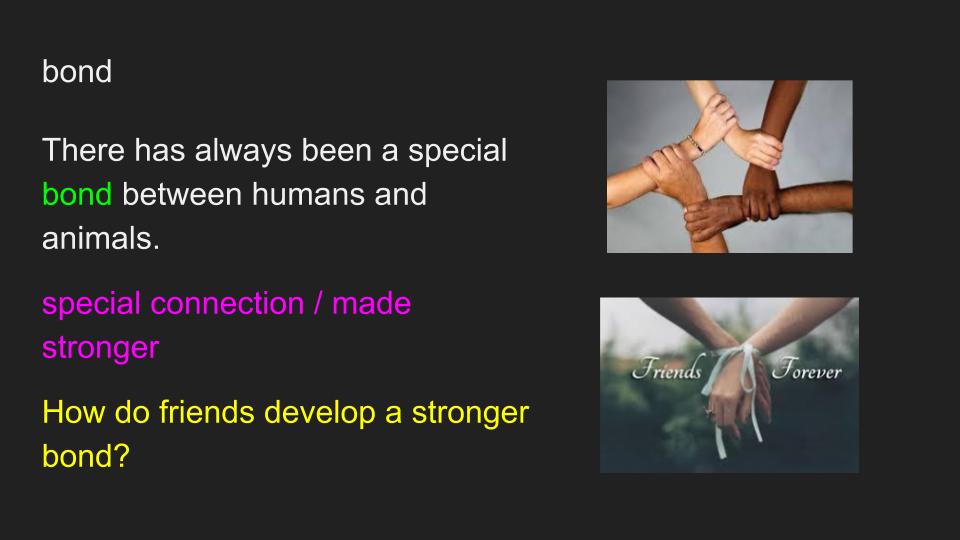 bond
There has always been a special
bond between humans and
animals.
special connection / made
stronger
How do friends develop a stronger
bond?
Friends Forever